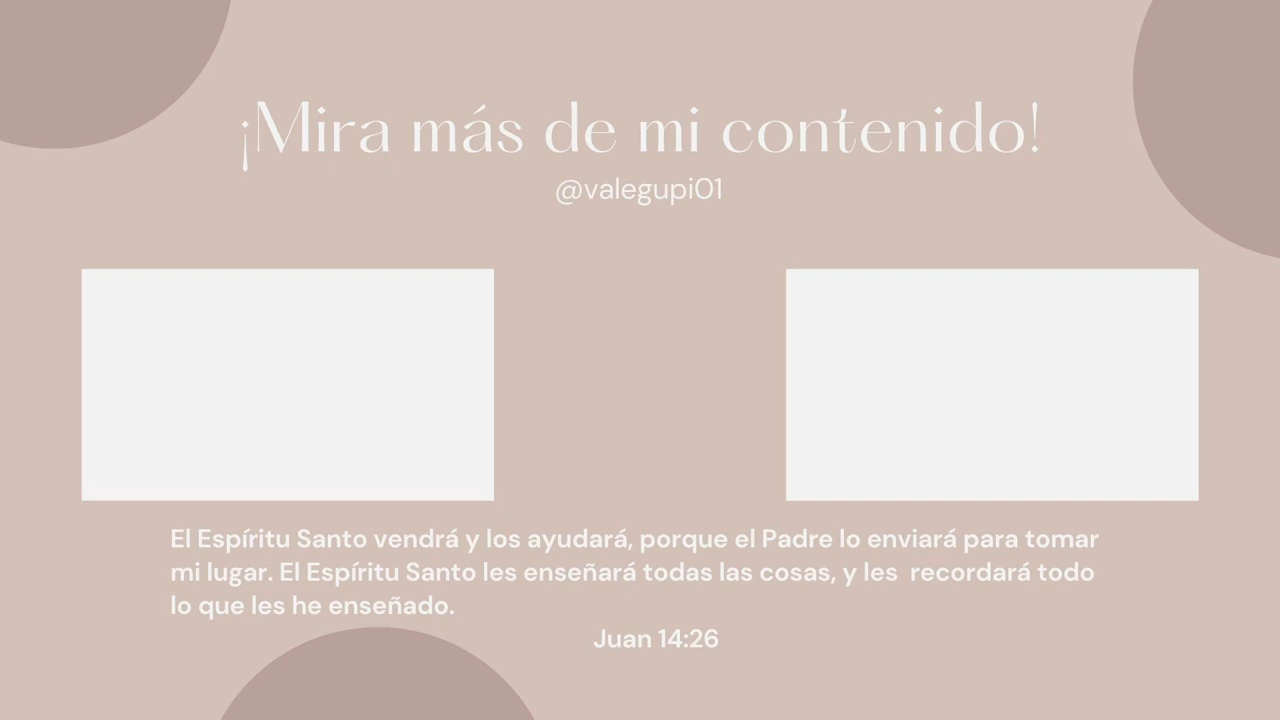 ¡Mira más de mi contenido!
@valegupi01
El Espíritu Santo vendrá y los ayudará, porque el Padre lo enviará para tomar
mi lugar. El Espíritu Santo les enseñará todas las cosas, y les  recordará todo
lo que les he enseñado.
Juan 14:26